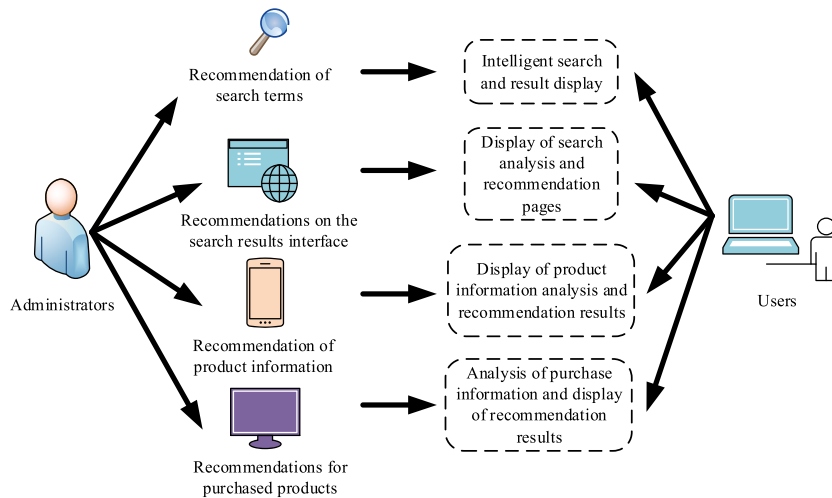 Recommendation of
search terms
Intelligent search
and result display
Recommendations on the
search results interface
Display of search
analysis and
recommendation
pages
Administrators
Users
Recommendation of
product information
Display of product
information analysis and
recommendation results
Recommendations for
purchased products
Analysis of purchase
information and display
of recommendation
results